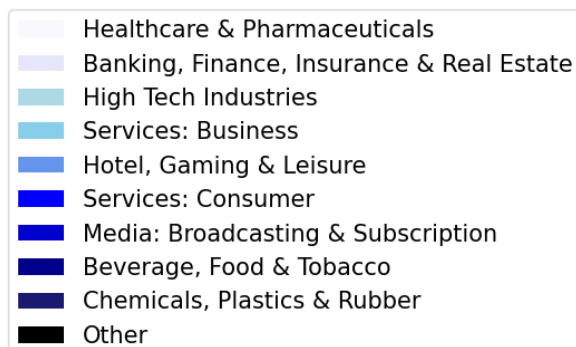 Healthcare & Pharmaceuticals
Banking, Finance, Insurance & Real Estate
High Tech Industries
Services: Business
Hotel, Gaming & Leisure
Services: Consumer
Media: Broadcasting & Subscription
Beverage, Food & Tobacco
Chemicals, Plastics & Rubber
Other